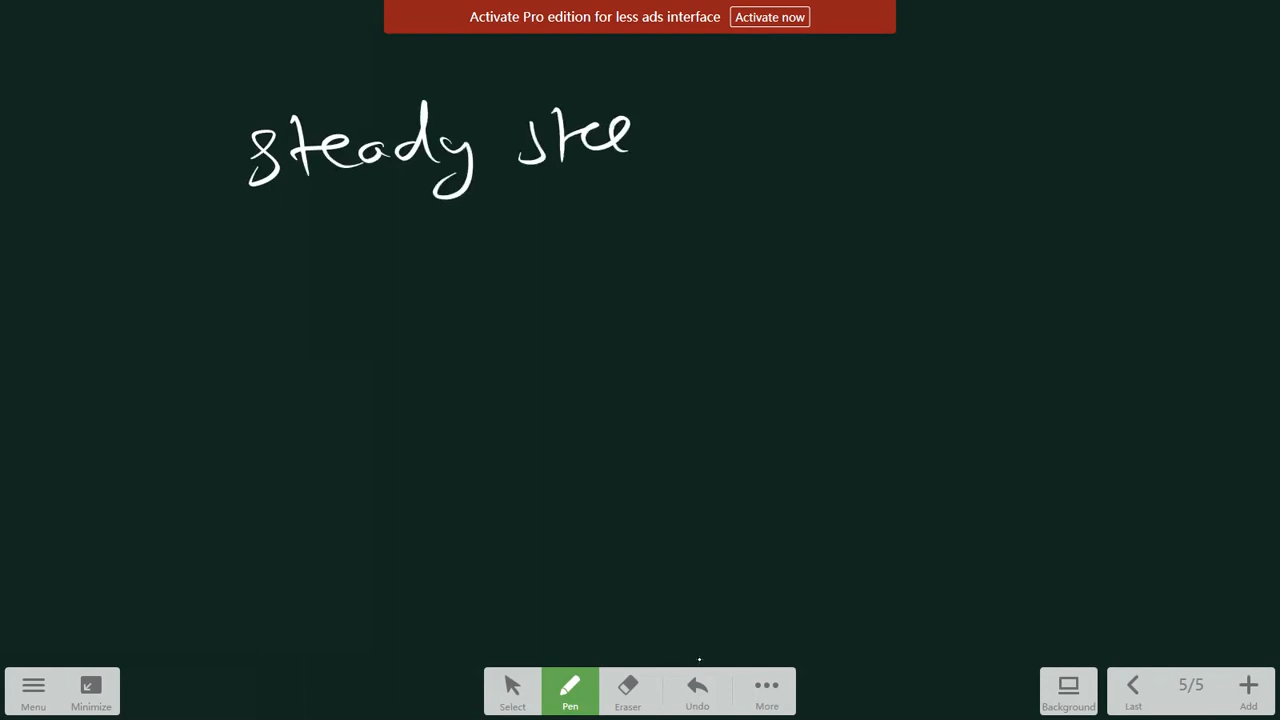 Activate Pro edition for less ads interface Activate now
steady stee
Menu Minimize Select Pen Eraser Undo More Background Last 5/5 Add